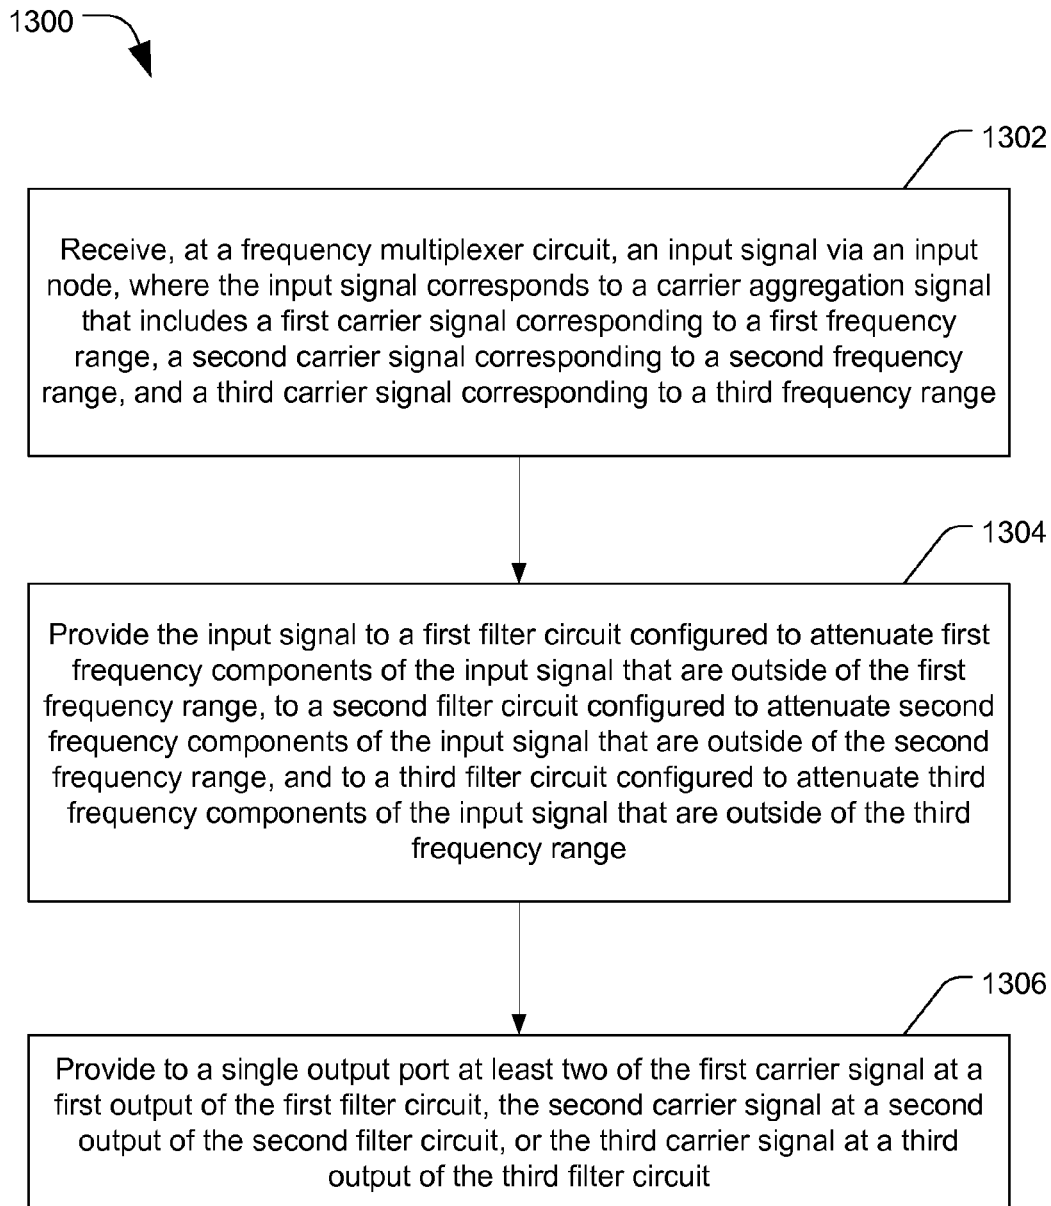 1300
1302
Receive, at a frequency multiplexer circuit, an input signal via an input
node, where the input signal corresponds to a carrier aggregation signal
that includes a first carrier signal corresponding to a first frequency
range, a second carrier signal corresponding to a second frequency
range, and a third carrier signal corresponding to a third frequency range
1304
Provide the input signal to a first filter circuit configured to attenuate first
frequency components of the input signal that are outside of the first
frequency range, to a second filter circuit configured to attenuate second
frequency components of the input signal that are outside of the second
frequency range, and to a third filter circuit configured to attenuate third
frequency components of the input signal that are outside of the third
frequency range
1306
Provide to a single output port at least two of the first carrier signal at a
first output of the first filter circuit, the second carrier signal at a second
output of the second filter circuit, or the third carrier signal at a third
output of the third filter circuit